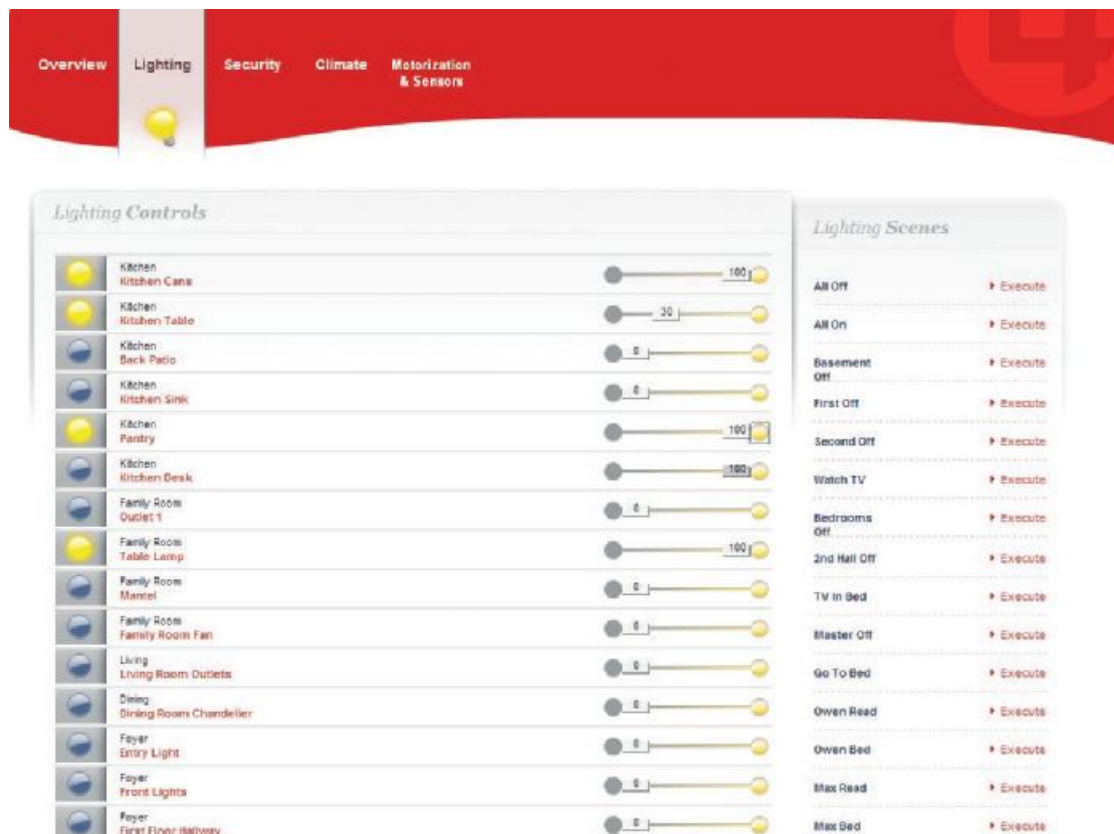 Overview
Lighting
Security
Climate
Motorization
& Sensors
Lighting Controls
Kitchen
Kitchen Cans
100
Kitchen
Kitchen Table
30
Kitchen
Back Patio
0
Kitchen
Kitchen Sink
0
Kitchen
Pantry
100
Kitchen
Kitchen Desk
100
Family Room
Outlet 1
0
Family Room
Table Lamp
100
Family Room
Mantel
0
Family Room
Family Room Fan
0
Living
Living Room Outlets
0
Dining
Dining Room Chandelier
0
Foyer
Entry Light
0
Foyer
Front Lights
0
Foyer
First Floor Hallway
0
Lighting Scenes
All Off
Execute
All On
Execute
Basement
Off
Execute
First Off
Execute
Second Off
Execute
Watch TV
Execute
Bedrooms
Off
Execute
2nd Hall Off
Execute
TV In Bed
Execute
Master Off
Execute
Go To Bed
Execute
Owen Read
Execute
Owen Bed
Execute
Max Read
Execute
Max Bed
Execute